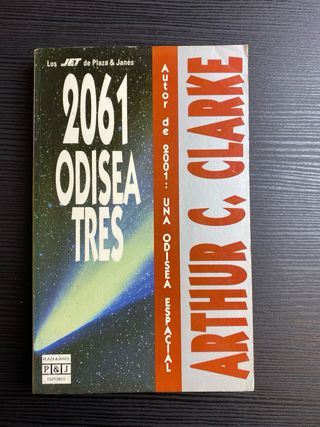 Los JET de Plaza & Janés
2061
ODISEA
TRES
Autor de 2001: UNA ODISEA ESPACIAL
ARTHUR C. CLARKE
PLAZA & JANES
P & J
EDITORES